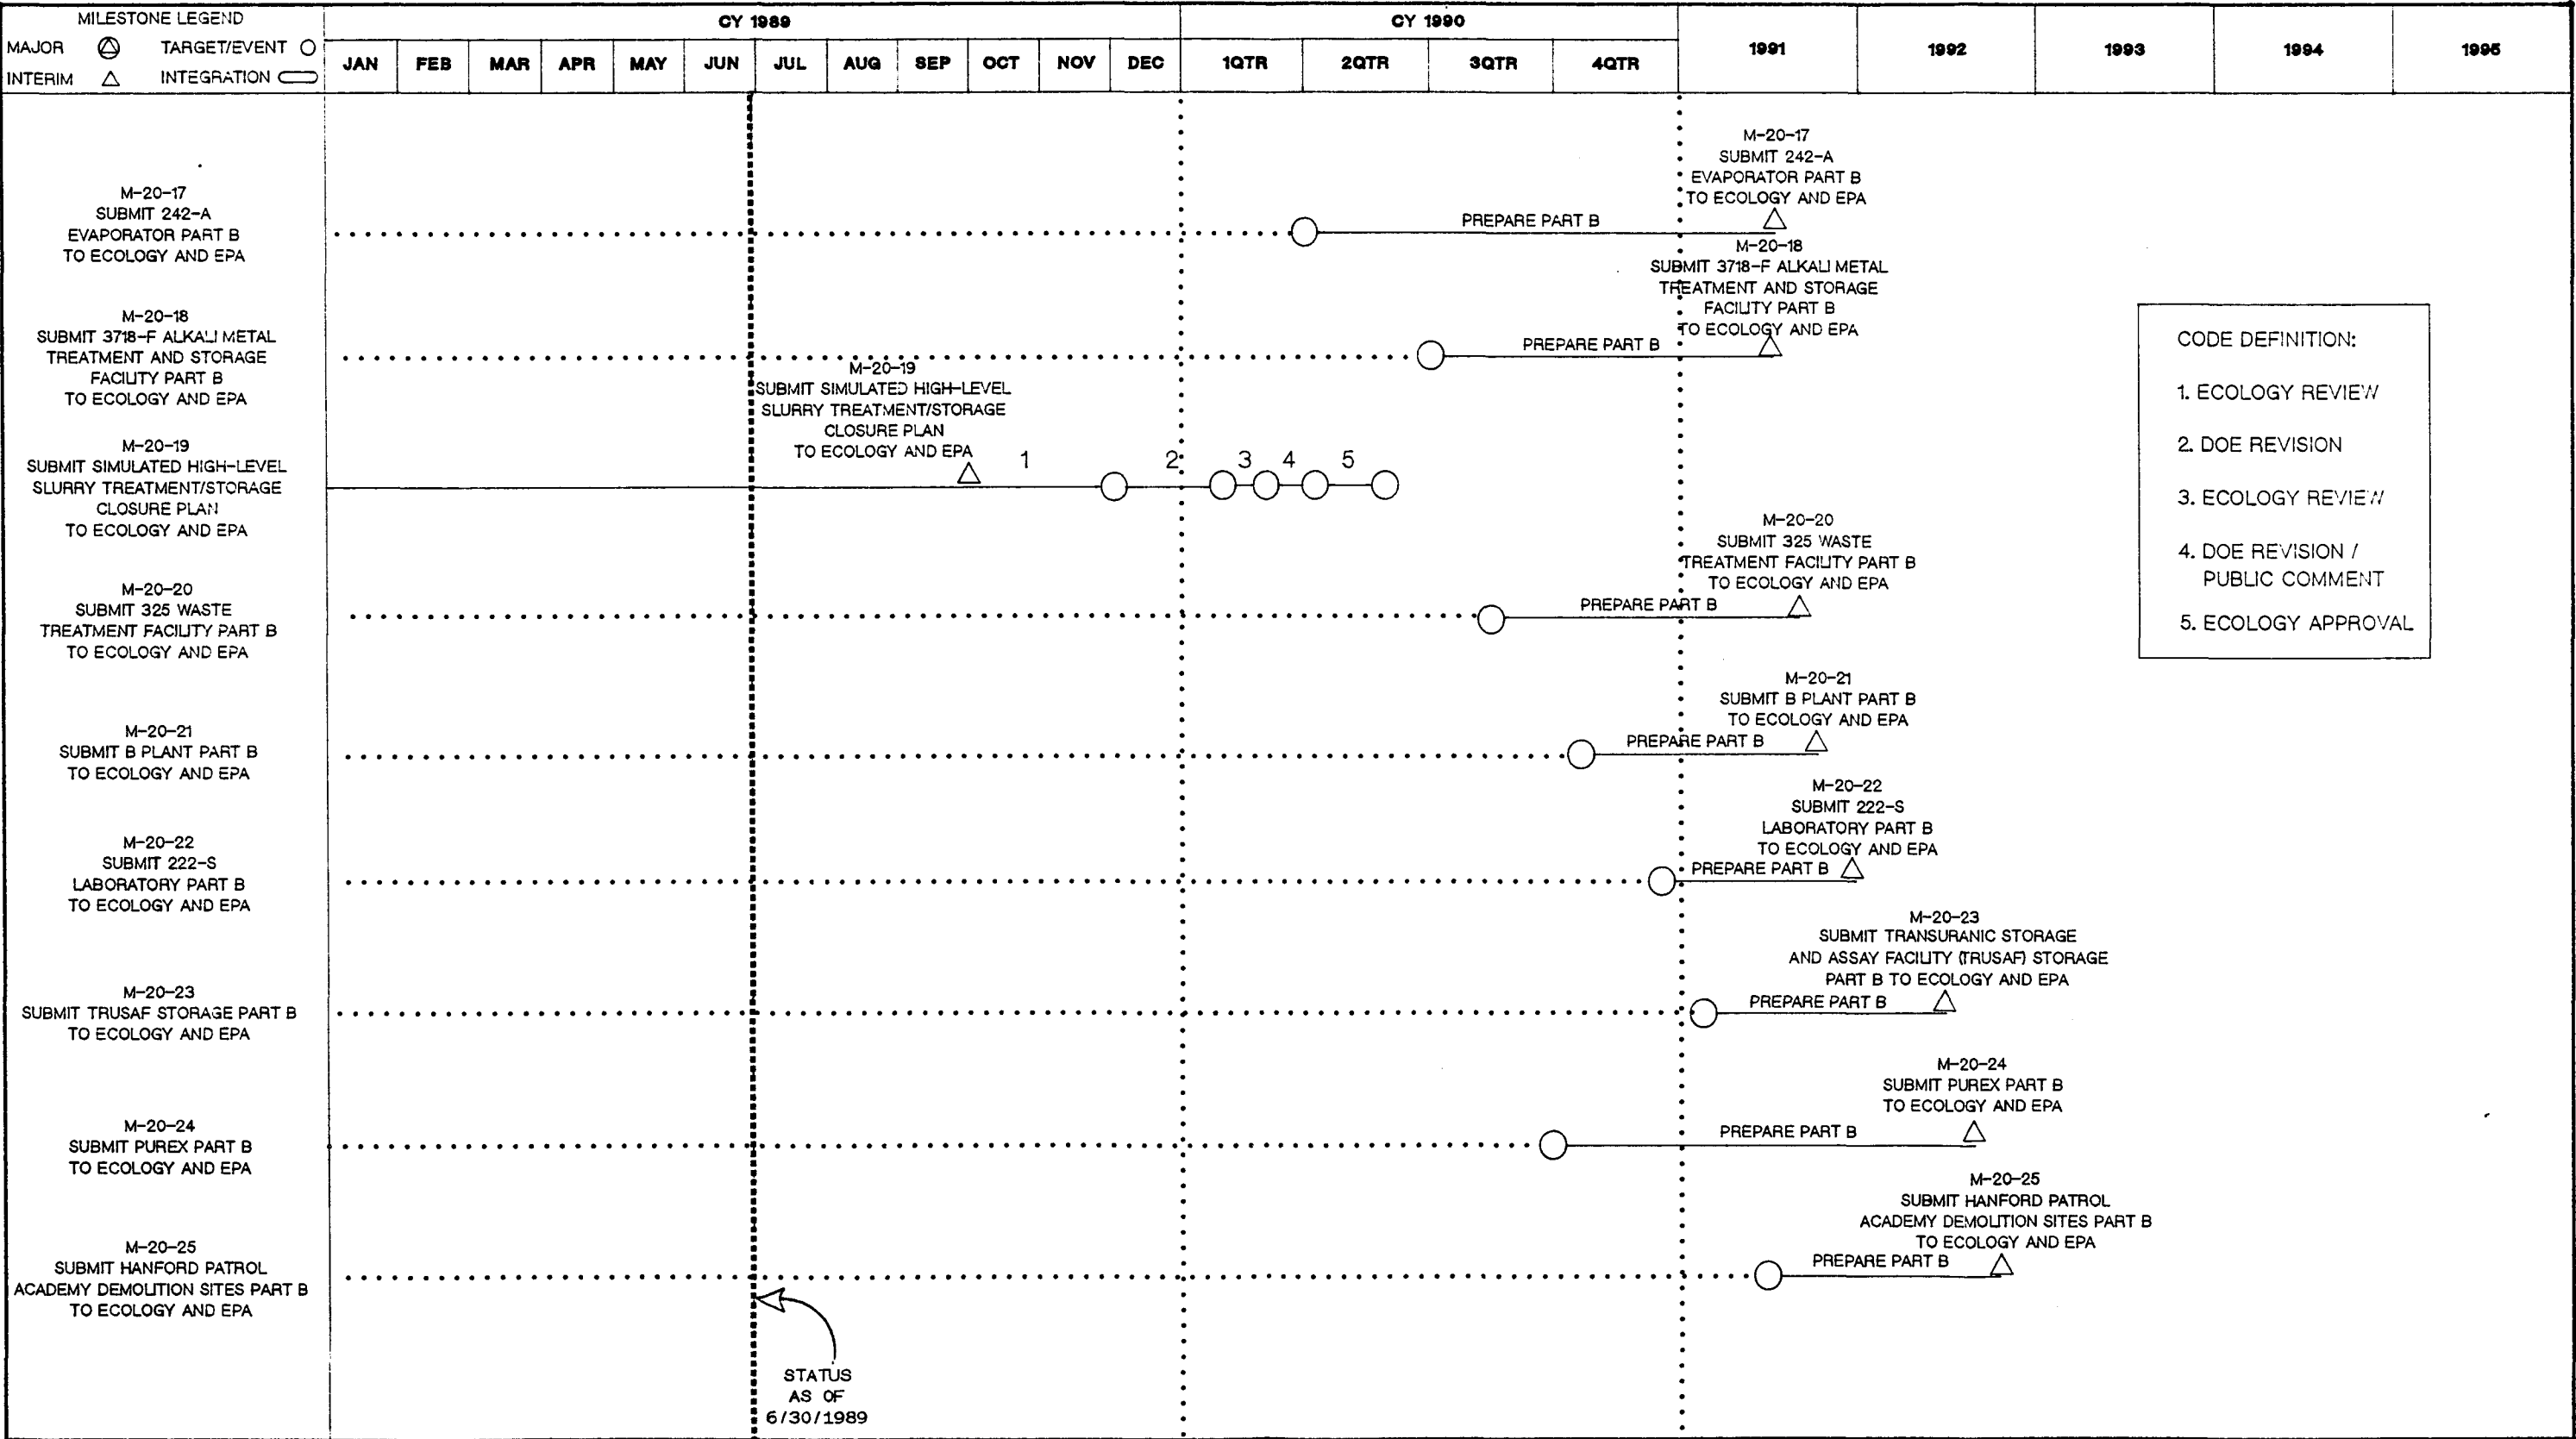 MILESTONE LEGEND
MAJOR TARGET/EVENT
INTERIM INTEGRATION
CY 1989
CY 1990
JAN FEB MAR APR MAY JUN JUL AUG SEP OCT NOV DEC 1QTR 2QTR 3QTR 4QTR 1991 1992 1993 1994 1995
M-20-17
SUBMIT 242-A
EVAPORATOR PART B
TO ECOLOGY AND EPA
PREPARE PART B
M-20-17
SUBMIT 242-A
EVAPORATOR PART B
TO ECOLOGY AND EPA
M-20-18
SUBMIT 3718-F ALKALI METAL
TREATMENT AND STORAGE
FACILITY PART B
TO ECOLOGY AND EPA
PREPARE PART B
M-20-18
SUBMIT 3718-F ALKALI METAL
TREATMENT AND STORAGE
FACILITY PART B
TO ECOLOGY AND EPA
M-20-19
SUBMIT SIMULATED HIGH-LEVEL
SLURRY TREATMENT/STORAGE
CLOSURE PLAN
TO ECOLOGY AND EPA
M-20-19
SUBMIT SIMULATED HIGH-LEVEL
SLURRY TREATMENT/STORAGE
CLOSURE PLAN
TO ECOLOGY AND EPA
1 2 3 4 5
M-20-20
SUBMIT 325 WASTE
TREATMENT FACILITY PART B
TO ECOLOGY AND EPA
PREPARE PART B
M-20-20
SUBMIT 325 WASTE
TREATMENT FACILITY PART B
TO ECOLOGY AND EPA
M-20-21
SUBMIT B PLANT PART B
TO ECOLOGY AND EPA
PREPARE PART B
M-20-21
SUBMIT B PLANT PART B
TO ECOLOGY AND EPA
M-20-22
SUBMIT 222-S
LABORATORY PART B
TO ECOLOGY AND EPA
PREPARE PART B
M-20-22
SUBMIT 222-S
LABORATORY PART B
TO ECOLOGY AND EPA
M-20-23
SUBMIT TRUSAF STORAGE PART B
TO ECOLOGY AND EPA
PREPARE PART B
M-20-23
SUBMIT TRANSURANIC STORAGE
AND ASSAY FACILITY (TRUSAF) STORAGE
PART B TO ECOLOGY AND EPA
M-20-24
SUBMIT PUREX PART B
TO ECOLOGY AND EPA
PREPARE PART B
M-20-24
SUBMIT PUREX PART B
TO ECOLOGY AND EPA
M-20-25
SUBMIT HANFORD PATROL
ACADEMY DEMOLITION SITES PART B
TO ECOLOGY AND EPA
PREPARE PART B
M-20-25
SUBMIT HANFORD PATROL
ACADEMY DEMOLITION SITES PART B
TO ECOLOGY AND EPA
STATUS
AS OF
6/30/1989
CODE DEFINITION:
1. ECOLOGY REVIEW
2. DOE REVISION
3. ECOLOGY REVIEW
4. DOE REVISION /
PUBLIC COMMENT
5. ECOLOGY APPROVAL